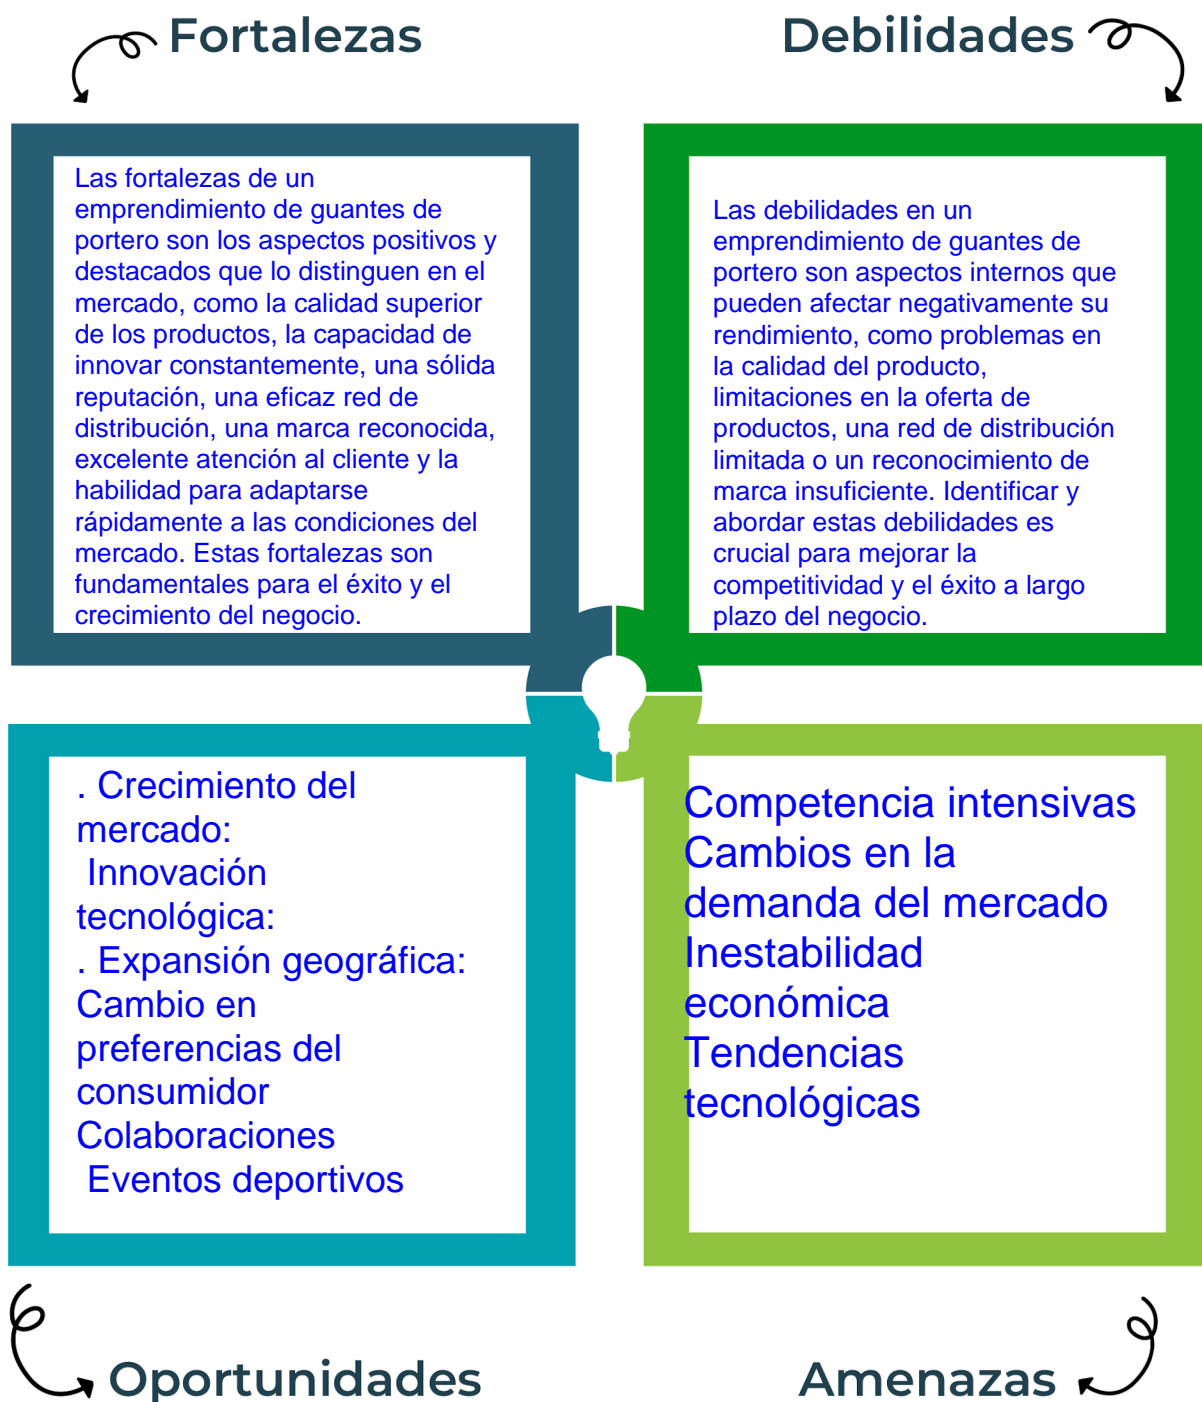 Fortalezas
Debilidades
Las fortalezas de un
emprendimiento de guantes de
portero son los aspectos positivos y
destacados que lo distinguen en el
mercado, como la calidad superior
de los productos, la capacidad de
innovar constantemente, una sólida
reputación, una eficaz red de
distribución, una marca reconocida,
excelente atención al cliente y la
habilidad para adaptarse
rápidamente a las condiciones del
mercado. Estas fortalezas son
fundamentales para el éxito y el
crecimiento del negocio.
Las debilidades en un
emprendimiento de guantes de
portero son aspectos internos que
pueden afectar negativamente su
rendimiento, como problemas en
la calidad del producto,
limitaciones en la oferta de
productos, una red de distribución
limitada o un reconocimiento de
marca insuficiente. Identificar y
abordar estas debilidades es
crucial para mejorar la
competitividad y el éxito a largo
plazo del negocio.
. Crecimiento del
mercado:
Innovación
tecnológica:
. Expansión geográfica:
Cambio en
preferencias del
consumidor
Colaboraciones
Eventos deportivos
Competencia intensivas
Cambios en la
demanda del mercado
Inestabilidad
económica
Tendencias
tecnológicas
Oportunidades
Amenazas